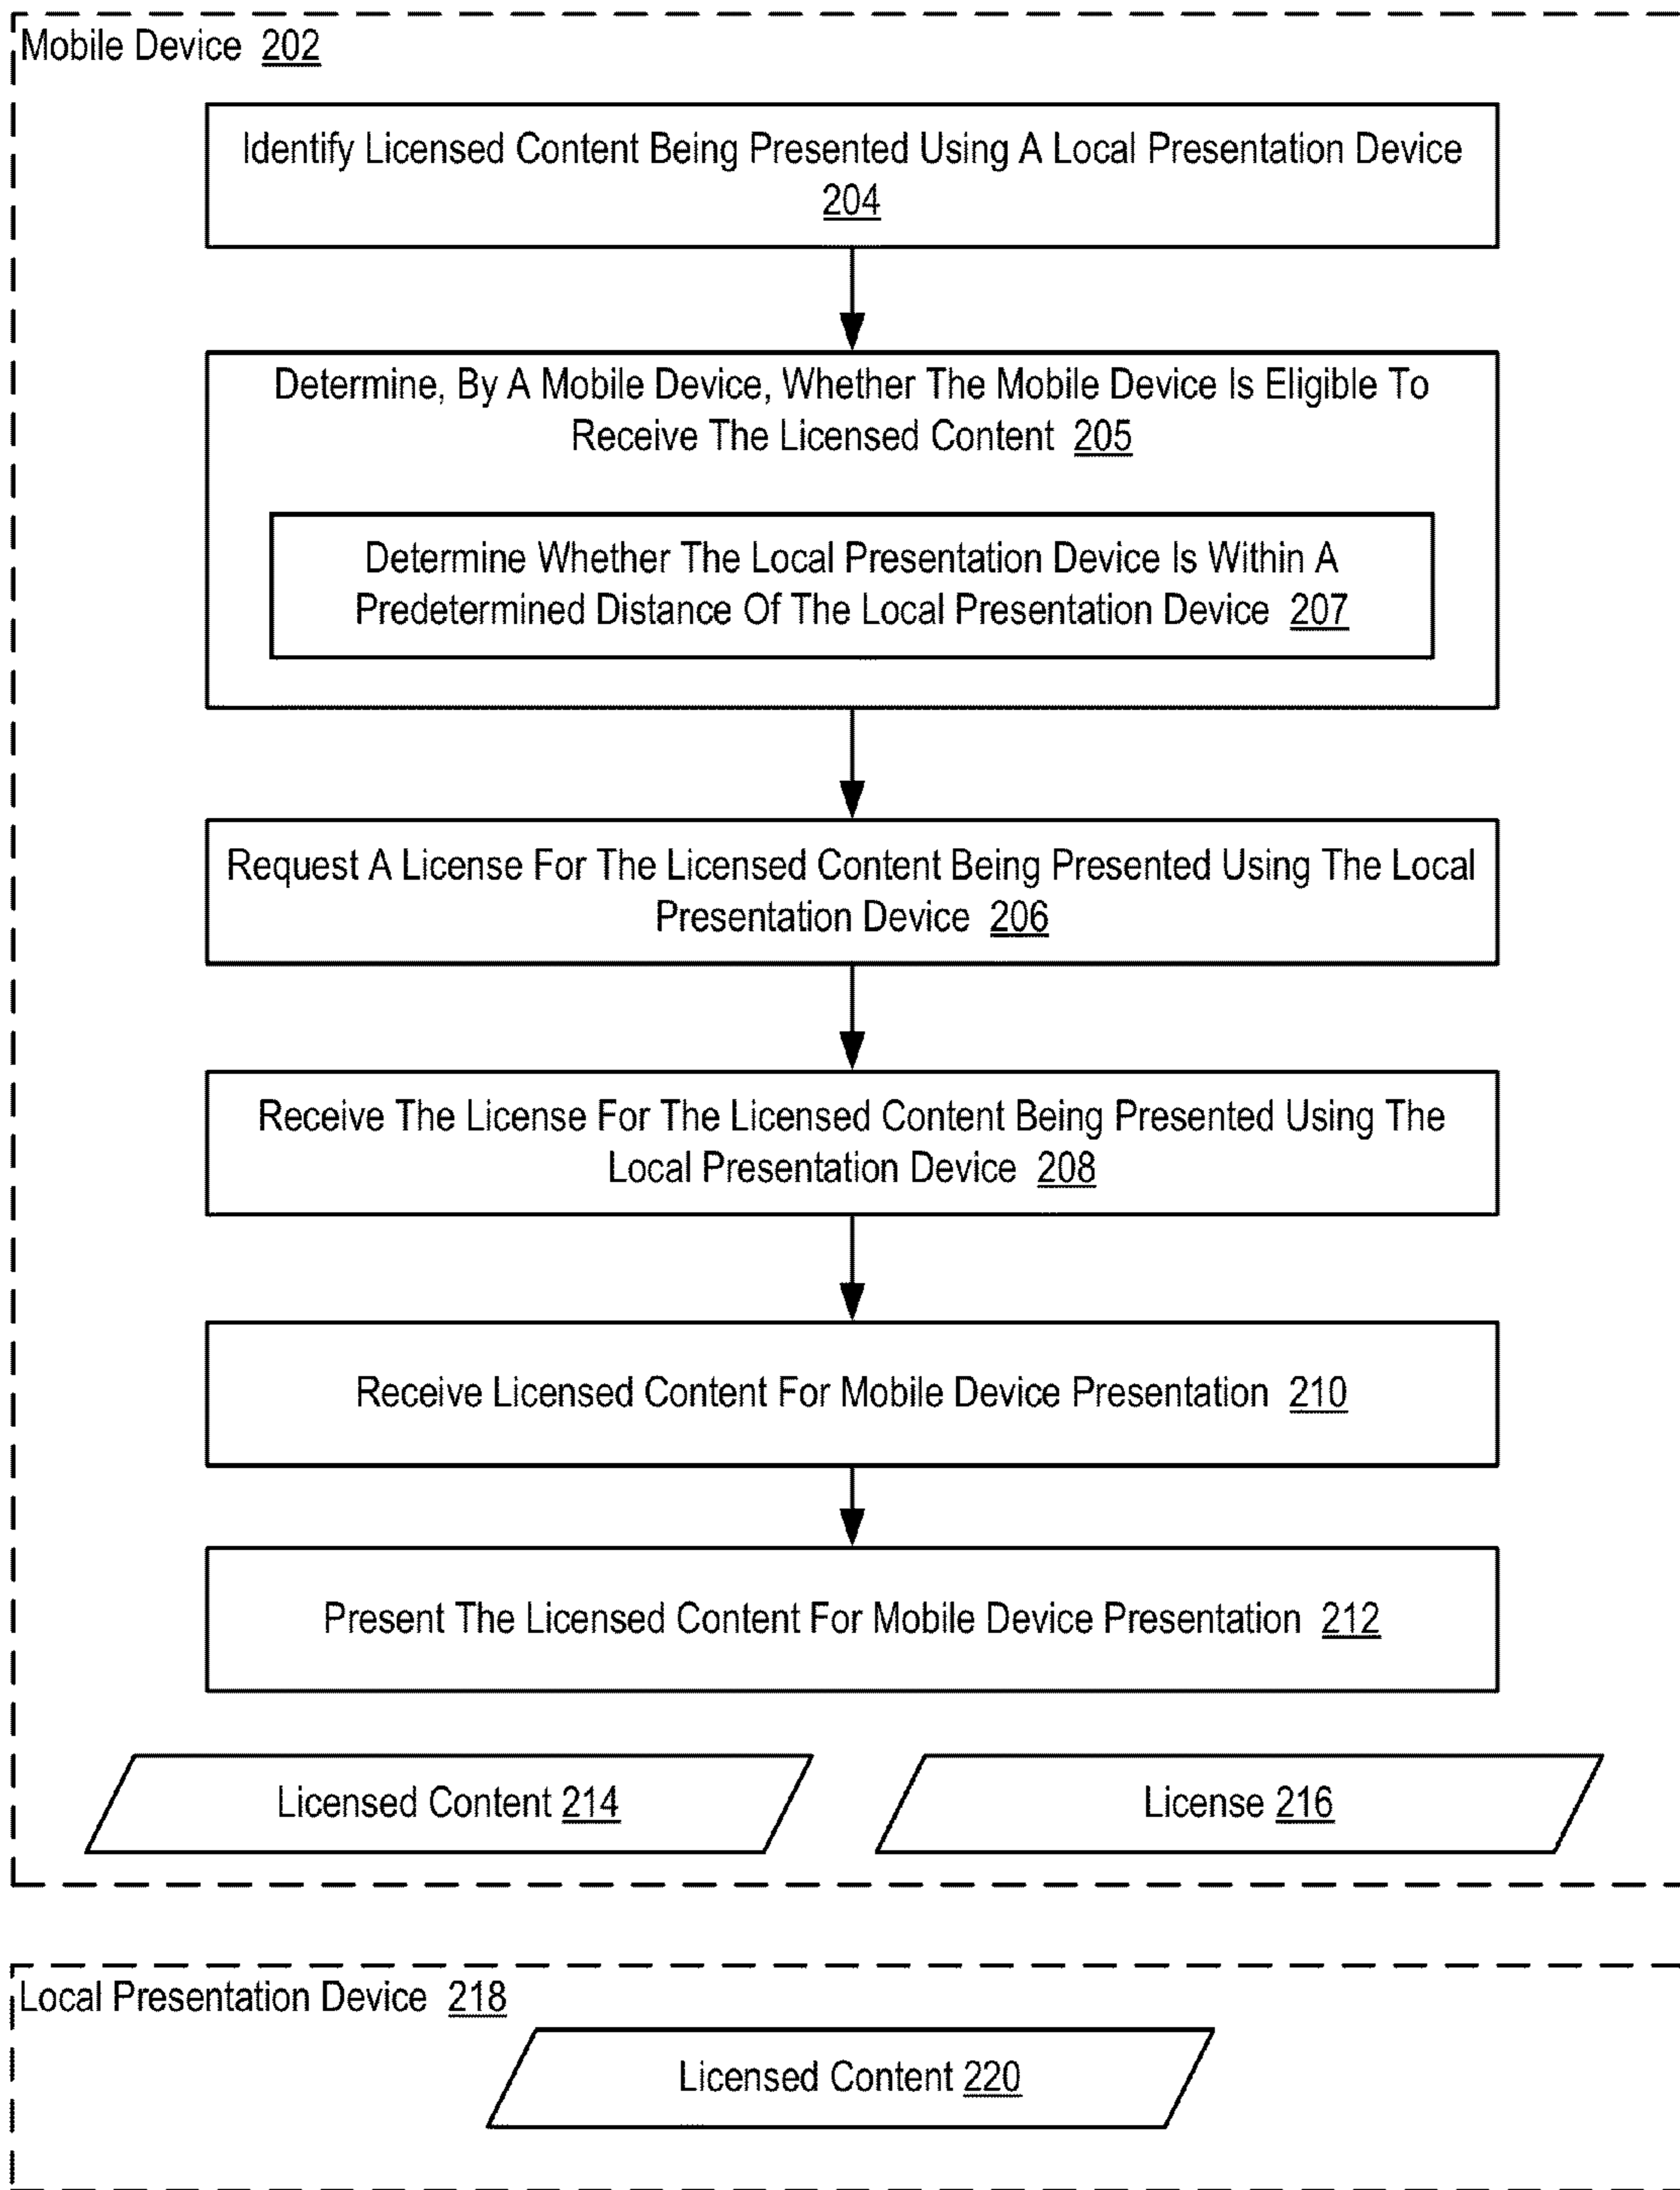 Mobile Device 202
Identify Licensed Content Being Presented Using A Local Presentation Device
204
Determine, By A Mobile Device, Whether The Mobile Device Is Eligible To
Receive The Licensed Content 205
Determine Whether The Local Presentation Device Is Within A
Predetermined Distance Of The Local Presentation Device 207
Request A License For The Licensed Content Being Presented Using The Local
Presentation Device 206
Receive The License For The Licensed Content Being Presented Using The
Local Presentation Device 208
Receive Licensed Content For Mobile Device Presentation 210
Present The Licensed Content For Mobile Device Presentation 212
Licensed Content 214
License 216
Local Presentation Device 218
Licensed Content 220